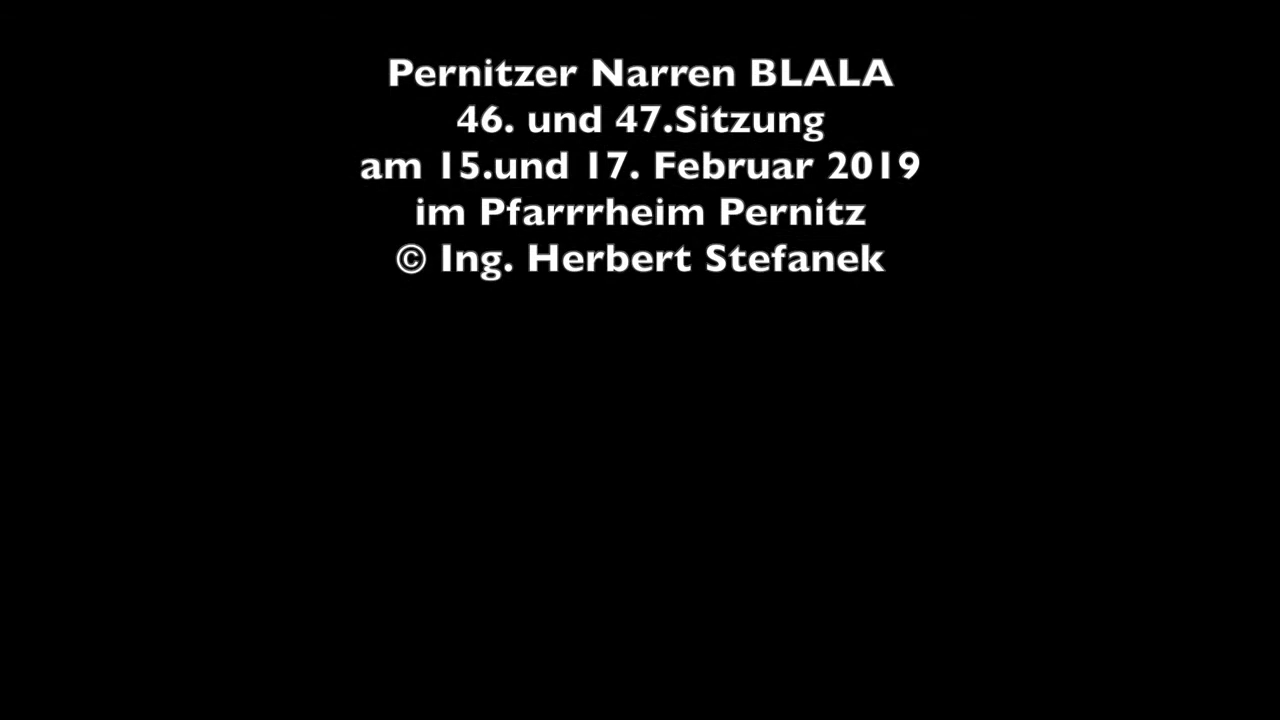 Pernitzer Narren BLALA
46. und 47.Sitzung
am 15.und 17. Februar 2019
im Pfarrrheim Pernitz
© Ing. Herbert Stefanek